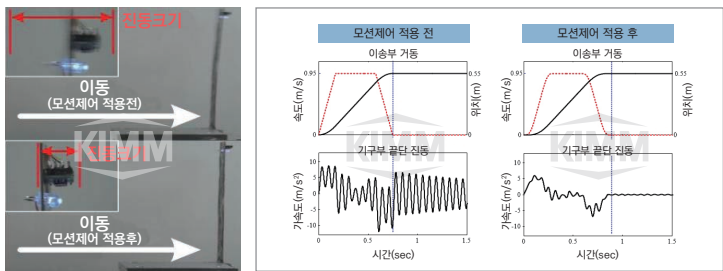 진동크기
이동
(모션제어 적용전)
KIMM
진동크기
이동
(모션제어 적용후)
모션제어 적용 전
이송부 거동
0.95
0
속도(m/s)
0.55
0
위치(m)
KIMM
기구부 끝단 진동
10
5
0
-5
-10
가속도(m/s²)
0
0.5
1
1.5
시간(sec)
모션제어 적용 후
이송부 거동
0.95
0
속도(m/s)
0.55
0
위치(m)
KIMM
기구부 끝단 진동
10
5
0
-5
-10
가속도(m/s²)
0
0.5
1
1.5
시간(sec)